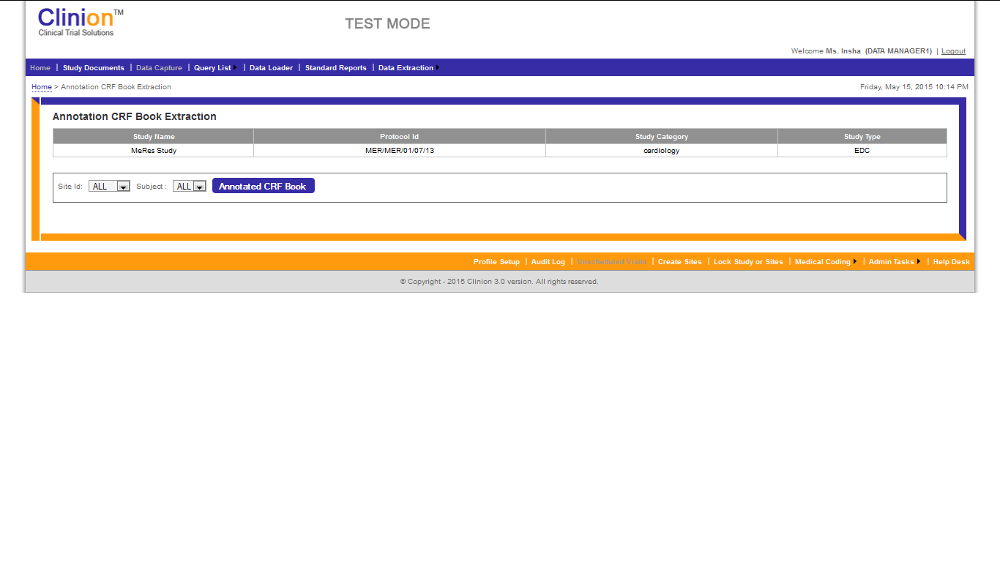 Clinion™
Clinical Trial Solutions
TEST MODE
Welcome Ms. Insha (DATA MANAGER1) | Logout
Home | Study Documents | Data Capture | Query List | Data Loader | Standard Reports | Data Extraction
Home > Annotation CRF Book Extraction
Friday, May 15, 2015 10:14 PM
Annotation CRF Book Extraction
Study Name Protocol Id Study Category Study Type
MeRes Study MER/MER/01/07/13 cardiology EDC
Site Id: ALL Subject : ALL Annotated CRF Book
Profile Setup | Audit Log | Unscheduled Visits | Create Sites | Lock Study or Sites | Medical Coding | Admin Tasks | Help Desk
© Copyright - 2015 Clinion 3.0 version. All rights reserved.